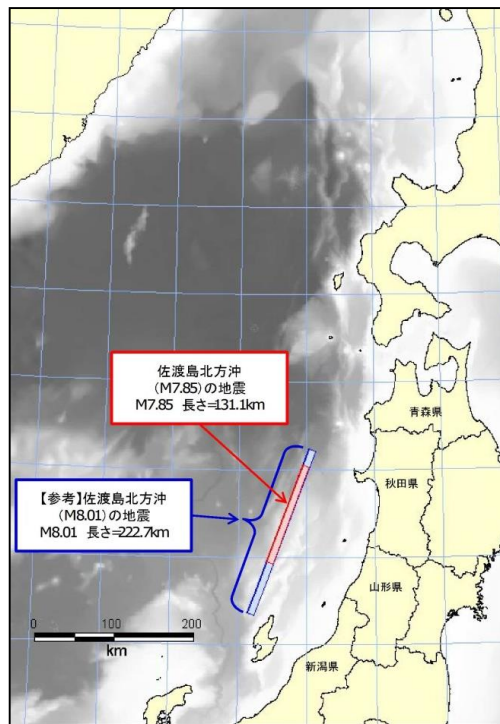 佐渡島北方沖
（M7.85）の地震
M7.85　長さ=131.1km
青森県
秋田県
【参考】佐渡島北方沖
（M8.01）の地震
M8.01　長さ=222.7km
山形県
新潟県
0 100 200
km